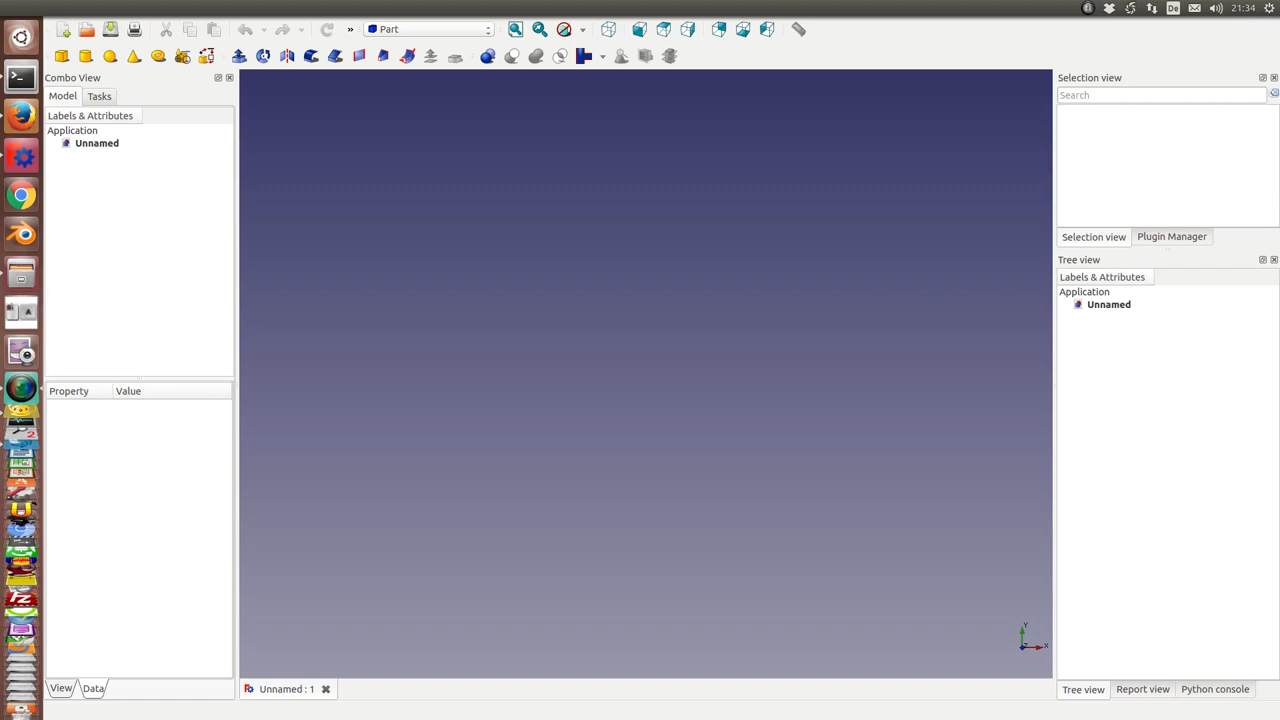 De
21:34
»
Part
Combo View
Model
Tasks
Labels & Attributes
Application
Unnamed
Property
Value
View
Data
Unnamed : 1
Y
X
Z
Selection view
Search
Selection view
Plugin Manager
Tree view
Labels & Attributes
Application
Unnamed
Tree view
Report view
Python console